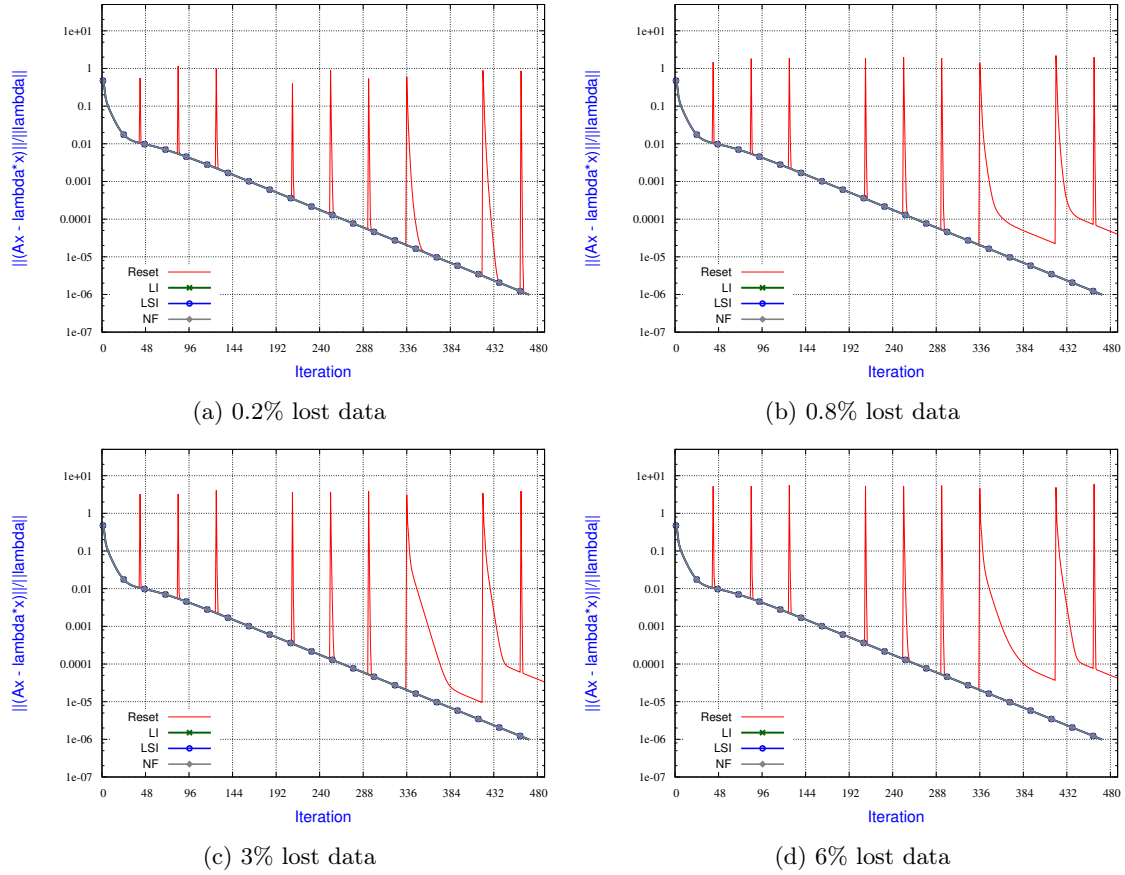 ||(Ax - lambda*x)||/||lambda||
1e+01
1
0.1
0.01
0.001
0.0001
1e-05
1e-06
1e-07
Reset
LI
LSI
NF
0 48 96 144 192 240 288 336 384 432 480
Iteration
(a) 0.2% lost data
||(Ax - lambda*x)||/||lambda||
1e+01
1
0.1
0.01
0.001
0.0001
1e-05
1e-06
1e-07
Reset
LI
LSI
NF
0 48 96 144 192 240 288 336 384 432 480
Iteration
(b) 0.8% lost data
||(Ax - lambda*x)||/||lambda||
1
0.1
0.01
0.001
0.0001
1e-05
1e-06
1e-07
Reset
LI
LSI
NF
0 48 96 144 192 240 288 336 384 432 480
Iteration
(c) 3% lost data
||(Ax - lambda*x)||/||lambda||
1e+01
1
0.1
0.01
0.001
0.0001
1e-05
1e-06
1e-07
Reset
LI
LSI
NF
0 48 96 144 192 240 288 336 384 432 480
Iteration
(d) 6% lost data